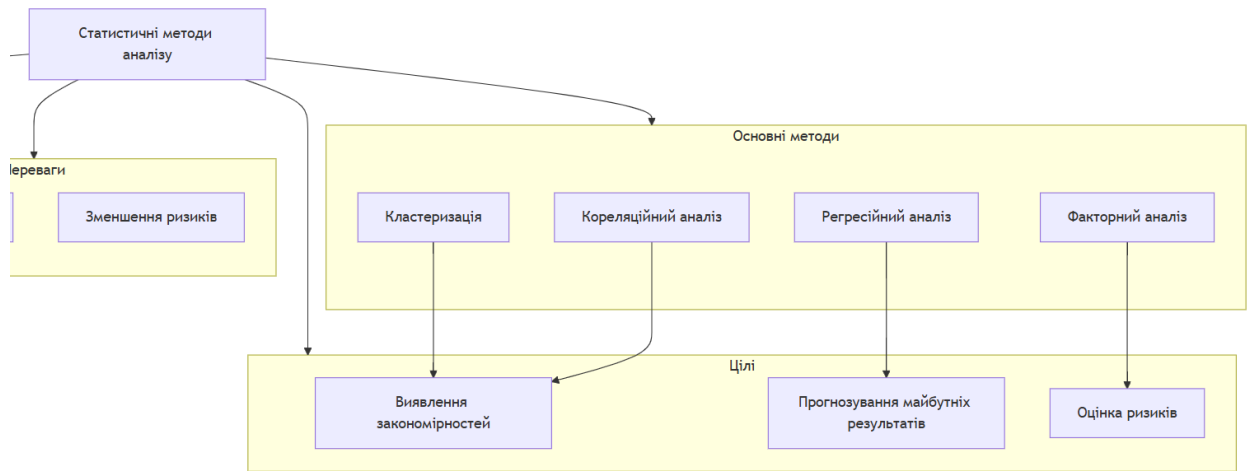 Статистичні методи
аналізу
Основні методи
Переваги
Зменшення ризиків
Кластеризація
Кореляційний аналіз
Регресійний аналіз
Факторний аналіз
Цілі
Виявлення
закономірностей
Прогнозування майбутніх
результатів
Оцінка ризиків